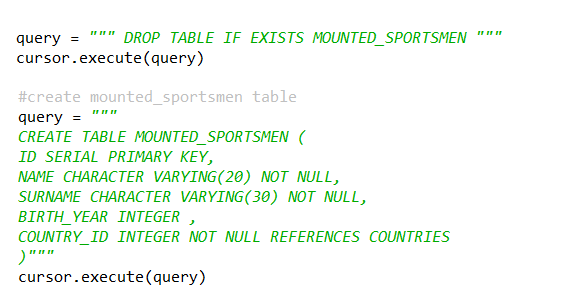 query = """ DROP TABLE IF EXISTS MOUNTED_SPORTSMEN """
cursor.execute(query)
#create mounted_sportsmen table
query = """
CREATE TABLE MOUNTED_SPORTSMEN (
ID SERIAL PRIMARY KEY,
NAME CHARACTER VARYING(20) NOT NULL,
SURNAME CHARACTER VARYING(30) NOT NULL,
BIRTH_YEAR INTEGER ,
COUNTRY_ID INTEGER NOT NULL REFERENCES COUNTRIES
)"""
cursor.execute(query)